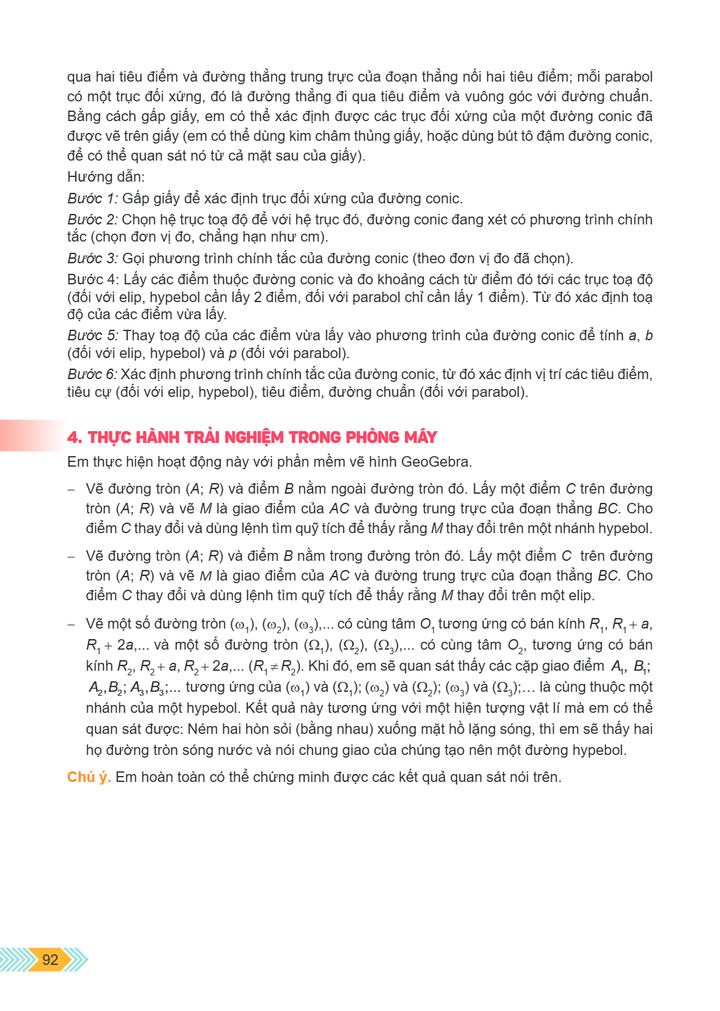 qua hai tiêu điểm và đường thẳng trung trực của đoạn thẳng nối hai tiêu điểm; mỗi parabol
có một trục đối xứng, đó là đường thẳng đi qua tiêu điểm và vuông góc với đường chuẩn.
Bằng cách gấp giấy, em có thể xác định được các trục đối xứng của một đường conic đã
được vẽ trên giấy (em có thể dùng kim châm thủng giấy, hoặc dùng bút tô đậm đường conic,
để có thể quan sát nó từ cả mặt sau của giấy).
Hướng dẫn:
Bước 1: Gấp giấy để xác định trục đối xứng của đường conic.
Bước 2: Chọn hệ trục toạ độ để với hệ trục đó, đường conic đang xét có phương trình chính
tắc (chọn đơn vị đo, chẳng hạn như cm).
Bước 3: Gọi phương trình chính tắc của đường conic (theo đơn vị đo đã chọn).
Bước 4: Lấy các điểm thuộc đường conic và đo khoảng cách từ điểm đó tới các trục toạ độ
(đối với elip, hypebol cần lấy 2 điểm, đối với parabol chỉ cần lấy 1 điểm). Từ đó xác định toạ
độ của các điểm vừa lấy.
Bước 5: Thay toạ độ của các điểm vừa lấy vào phương trình của đường conic để tính a, b
(đối với elip, hypebol) và p (đối với parabol).
Bước 6: Xác định phương trình chính tắc của đường conic, từ đó xác định vị trí các tiêu điểm,
tiêu cự (đối với elip, hypebol), tiêu điểm, đường chuẩn (đối với parabol).
4. THỰC HÀNH TRẢI NGHIỆM TRONG PHÒNG MÁY
Em thực hiện hoạt động này với phần mềm vẽ hình GeoGebra.
– Vẽ đường tròn (A; R) và điểm B nằm ngoài đường tròn đó. Lấy một điểm C trên đường
tròn (A; R) và vẽ M là giao điểm của AC và đường trung trực của đoạn thẳng BC. Cho
điểm C thay đổi và dùng lệnh tìm quỹ tích để thấy rằng M thay đổi trên một nhánh hypebol.
– Vẽ đường tròn (A; R) và điểm B nằm trong đường tròn đó. Lấy một điểm C trên đường
tròn (A; R) và vẽ M là giao điểm của AC và đường trung trực của đoạn thẳng BC. Cho
điểm C thay đổi và dùng lệnh tìm quỹ tích để thấy rằng M thay đổi trên một elip.
– Vẽ một số đường tròn (ω₁), (ω₂), (ω₃),... có cùng tâm O₁ tương ứng có bán kính R₁, R₁ + a,
R₁ + 2a,... và một số đường tròn (Ω₁), (Ω₂), (Ω₃),... có cùng tâm O₂, tương ứng có bán
kính R₂, R₂ + a, R₂ + 2a,... (R₁ ≠ R₂). Khi đó, em sẽ quan sát thấy các cặp giao điểm A₁, B₁;
A₂,B₂; A₃,B₃;... tương ứng của (ω₁) và (Ω₁); (ω₂) và (Ω₂); (ω₃) và (Ω₃);… là cùng thuộc một
nhánh của một hypebol. Kết quả này tương ứng với một hiện tượng vật lí mà em có thể
quan sát được: Ném hai hòn sỏi (bằng nhau) xuống mặt hồ lặng sóng, thì em sẽ thấy hai
họ đường tròn sóng nước và nói chung giao của chúng tạo nên một đường hypebol.
Chú ý. Em hoàn toàn có thể chứng minh được các kết quả quan sát nói trên.
92